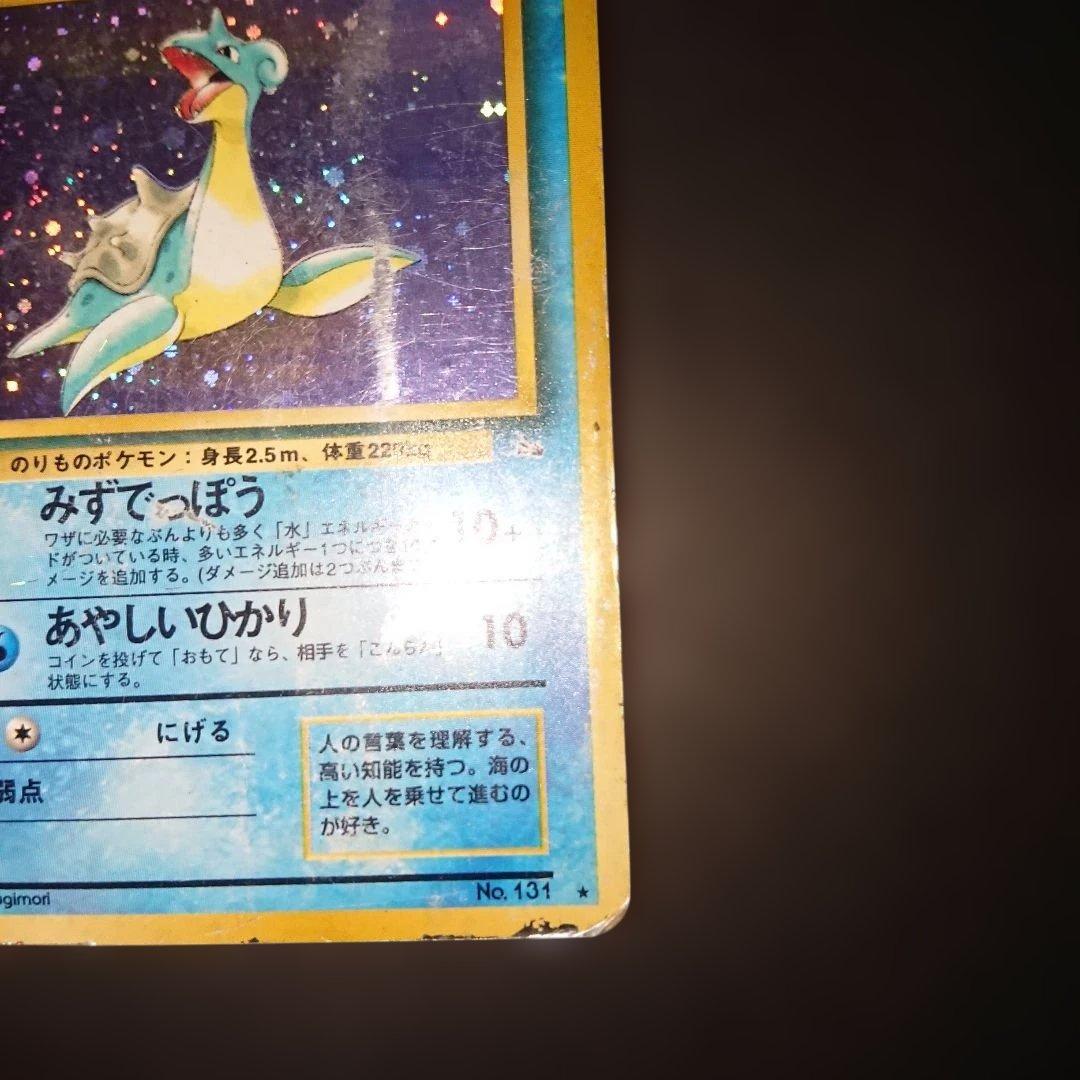 のりものポケモン：身長2.5m、体重22
みずでっぽう
10+
ワザに必要なぶんよりも多く「水」エネルギー
ドがついている時、多いエネルギー1つにつき
メージを追加する。(ダメージ追加は2つぶんま
あやしいひかり
10
コインを投げて「おもて」なら、相手を「こんらん」
状態にする。
にげる
弱点
人の言葉を理解する、
高い知能を持つ。海の
上を人を乗せて進むの
が好き。
gimori
No. 131 ★